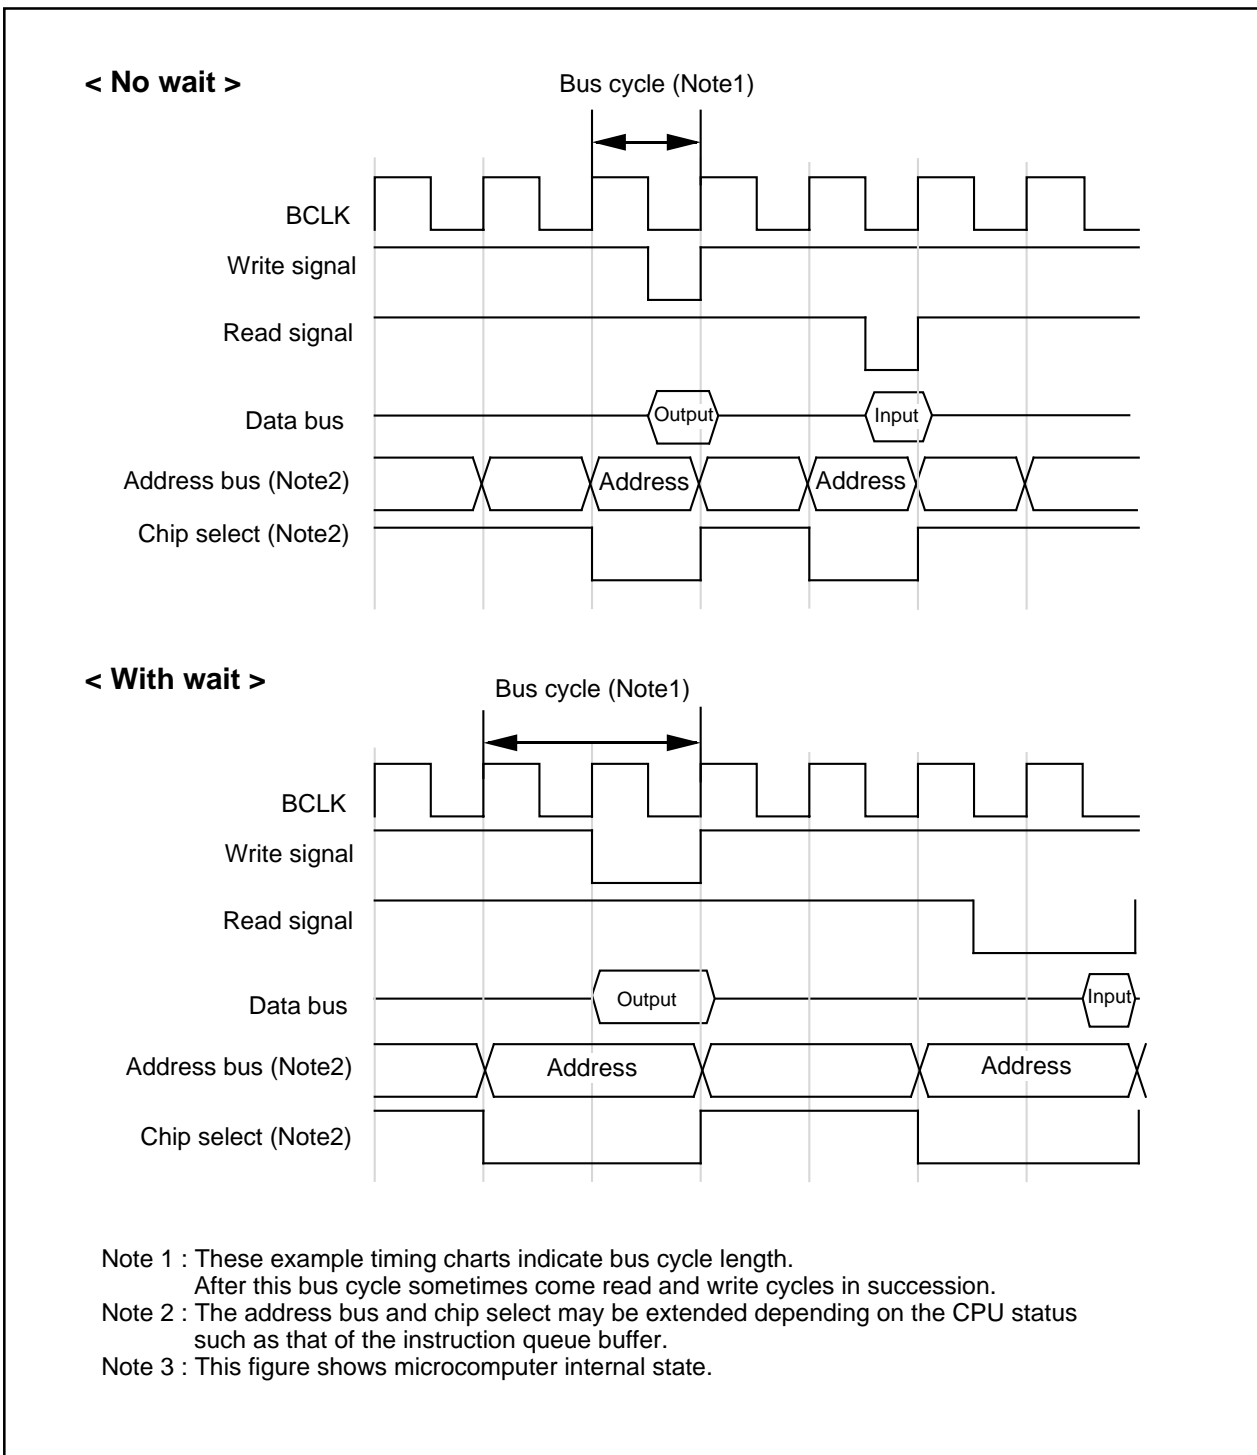 < No wait >
Bus cycle (Note1)
BCLK
Write signal
Read signal
Data bus
Output
Input
Address bus (Note2)
Address
Address
Chip select (Note2)
< With wait >
Bus cycle (Note1)
BCLK
Write signal
Read signal
Data bus
Output
Input
Address bus (Note2)
Address
Address
Chip select (Note2)
Note 1 : These example timing charts indicate bus cycle length.
After this bus cycle sometimes come read and write cycles in succession.
Note 2 : The address bus and chip select may be extended depending on the CPU status
such as that of the instruction queue buffer.
Note 3 : This figure shows microcomputer internal state.